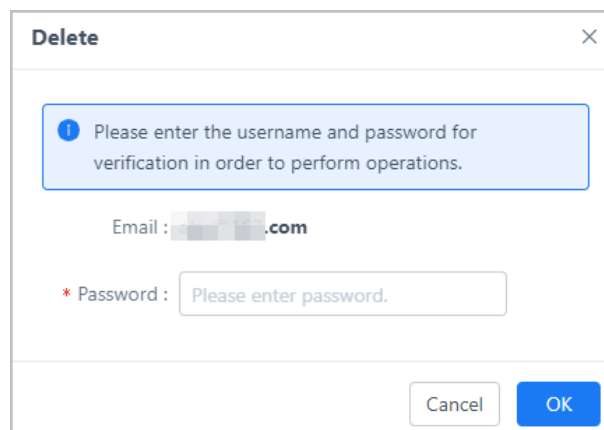 Delete
Please enter the username and password for
verification in order to perform operations.
Email : .com
* Password : Please enter password.
Cancel OK